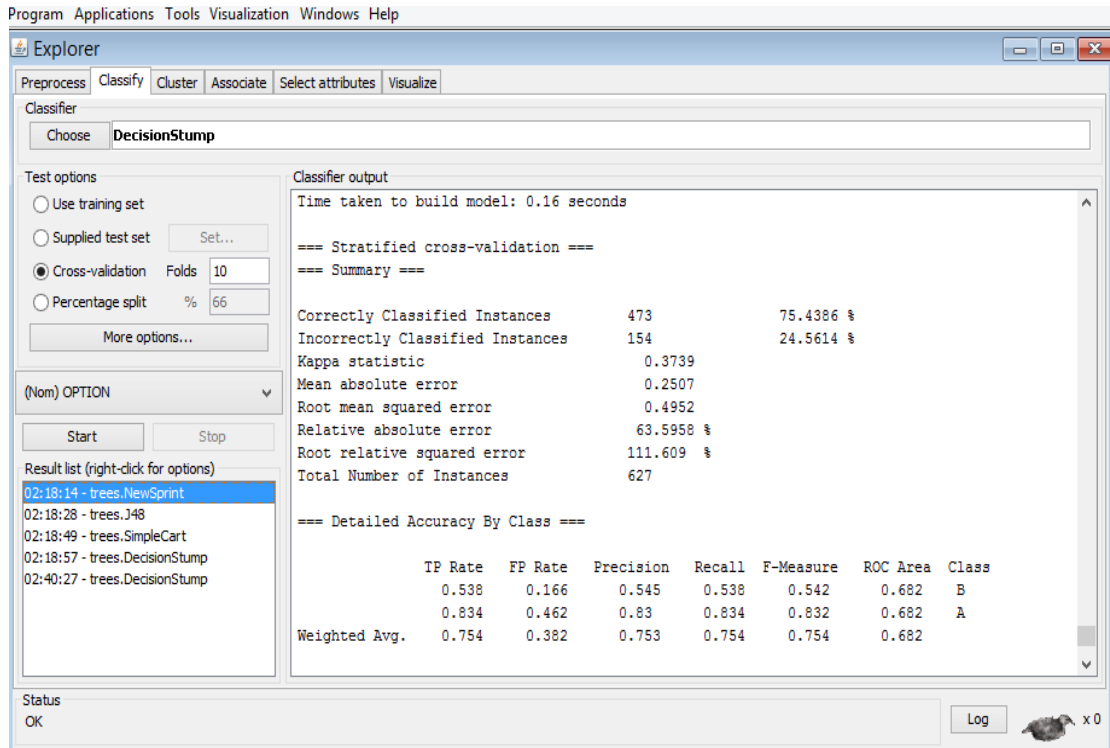 Program Applications Tools Visualization Windows Help
Explorer
Preprocess Classify Cluster Associate Select attributes Visualize
Classifier
Choose DecisionStump
Test options
Use training set
Supplied test set Set...
Cross-validation Folds 10
Percentage split % 66
More options...
(Nom) OPTION
Start Stop
Result list (right-click for options)
02:18:14 - trees.NewSprint
02:18:28 - trees.J48
02:18:49 - trees.SimpleCart
02:18:57 - trees.DecisionStump
02:40:27 - trees.DecisionStump
Classifier output
Time taken to build model: 0.16 seconds
=== Stratified cross-validation ===
=== Summary ===
Correctly Classified Instances 473 75.4386 %
Incorrectly Classified Instances 154 24.5614 %
Kappa statistic 0.3739
Mean absolute error 0.2507
Root mean squared error 0.4952
Relative absolute error 63.5958 %
Root relative squared error 111.609 %
Total Number of Instances 627
=== Detailed Accuracy By Class ===
TP Rate FP Rate Precision Recall F-Measure ROC Area Class
0.538 0.166 0.545 0.538 0.542 0.682 B
0.834 0.462 0.83 0.834 0.832 0.682 A
Weighted Avg. 0.754 0.382 0.753 0.754 0.754 0.682
Status
OK
Log x 0